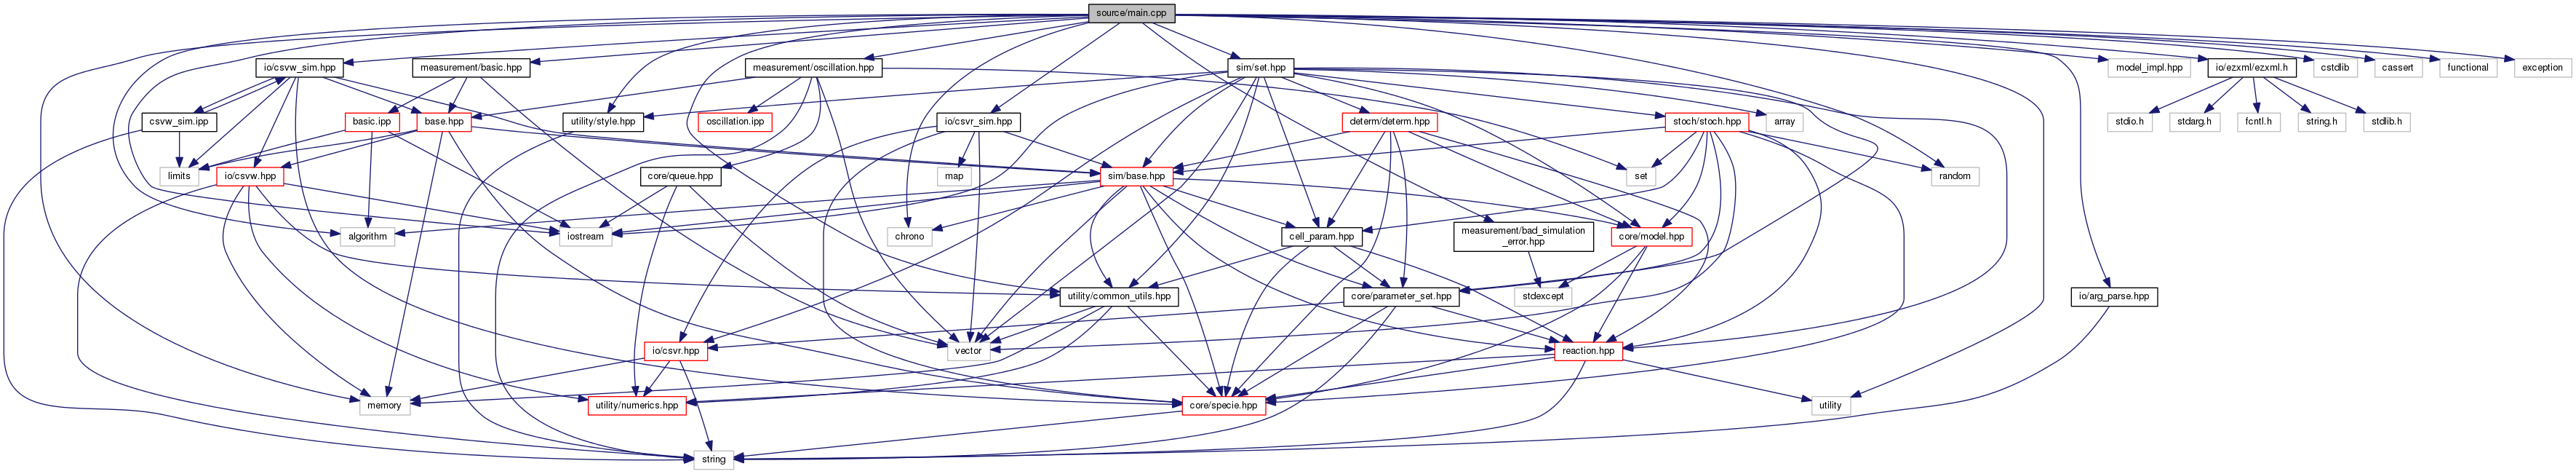 source/main.cpp
io/csvw_sim.hpp
measurement/basic.hpp
measurement/oscillation.hpp
sim/set.hpp
model_impl.hpp
io/ezxml/ezxml.h
cstdlib
cassert
functional
exception
csvw_sim.ipp
basic.ipp
base.hpp
utility/style.hpp
oscillation.ipp
io/csvr_sim.hpp
determ/determ.hpp
stoch/stoch.hpp
array
stdio.h
stdarg.h
fcntl.h
string.h
stdlib.h
limits
io/csvw.hpp
core/queue.hpp
map
sim/base.hpp
set
random
algorithm
iostream
chrono
cell_param.hpp
measurement/bad_simulation
_error.hpp
core/model.hpp
utility/common_utils.hpp
core/parameter_set.hpp
stdexcept
io/arg_parse.hpp
io/csvr.hpp
vector
reaction.hpp
memory
utility/numerics.hpp
core/specie.hpp
utility
string